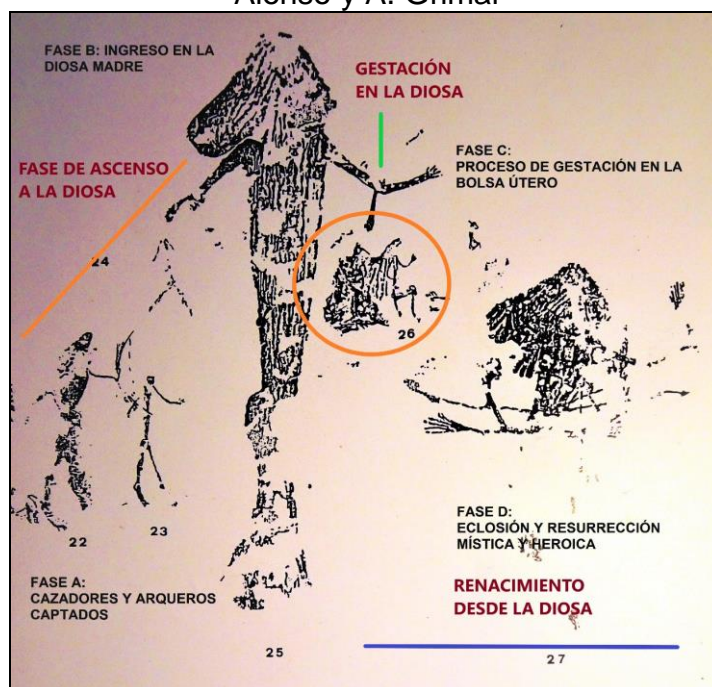 Alonso y A. Grimal
FASE B: INGRESO EN LA
DIOSA MADRE
GESTACIÓN
EN LA DIOSA
FASE C:
PROCESO DE GESTACIÓN EN LA
BOLSA ÚTERO
FASE DE ASCENSO
A LA DIOSA
24
26
22
23
FASE D:
ECLOSIÓN Y RESURRECCIÓN
MÍSTICA Y HEROICA
FASE A:
CAZADORES Y ARQUEROS
CAPTADOS
RENACIMIENTO
DESDE LA DIOSA
25
27